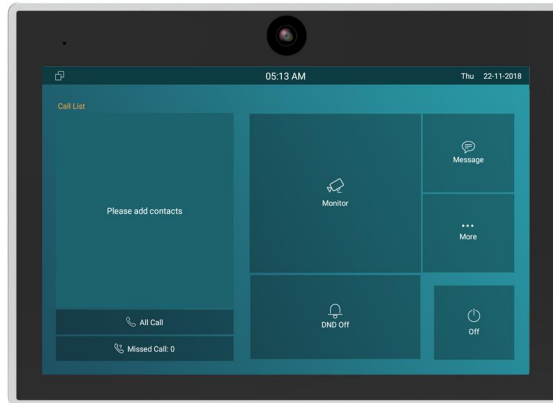 05:13 AM
Thu 22-11-2018
Call List
Please add contacts
All Call
Missed Call: 0
Monitor
DND Off
Message
More
Off